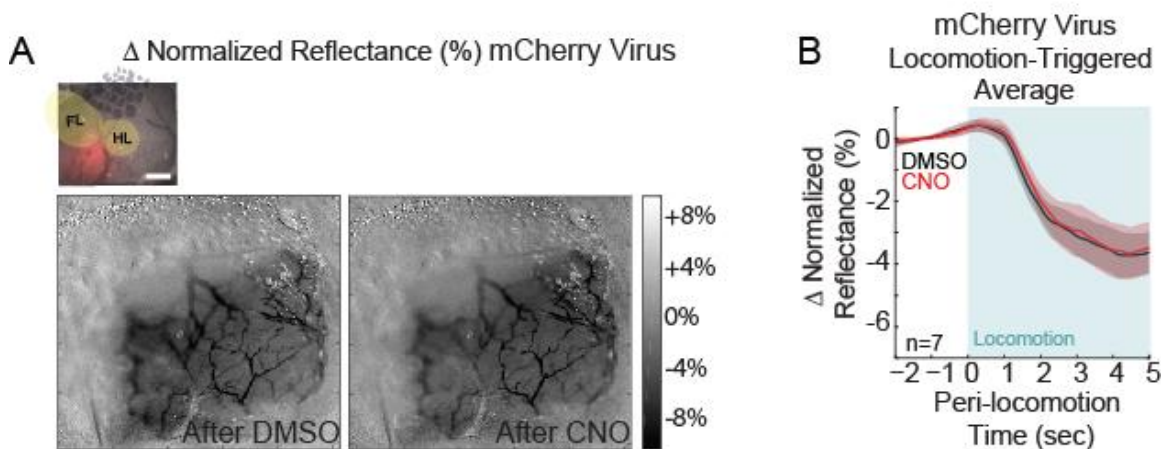 A
Δ Normalized Reflectance (%) mCherry Virus
FL
HL
After DMSO
After CNO
+8%
+4%
0%
-4%
-8%
B
mCherry Virus
Locomotion-Triggered
Average
Δ Normalized
Reflectance (%)
0
-2
-4
-6
DMSO
CNO
n=7
Locomotion
-2 -1 0 1 2 3 4 5
Peri-locomotion
Time (sec)